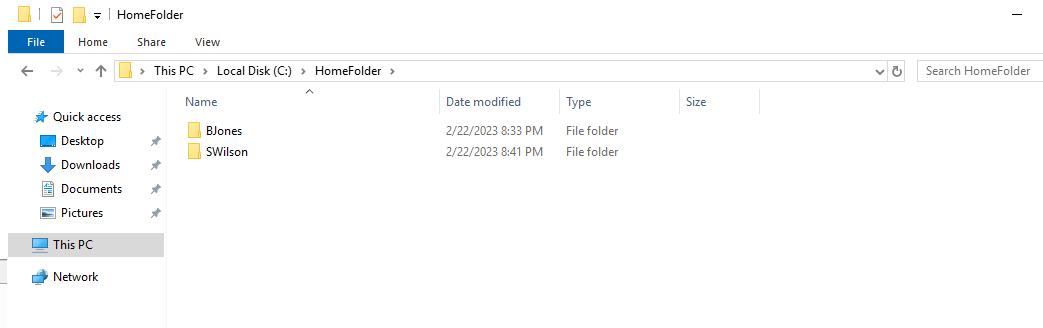 HomeFolder
File Home Share View
This PC Local Disk (C:) HomeFolder Search HomeFolder
Name Date modified Type Size
Quick access
Desktop
Downloads
Documents
Pictures
This PC
Network
BJones 2/22/2023 8:33 PM File folder
SWilson 2/22/2023 8:41 PM File folder